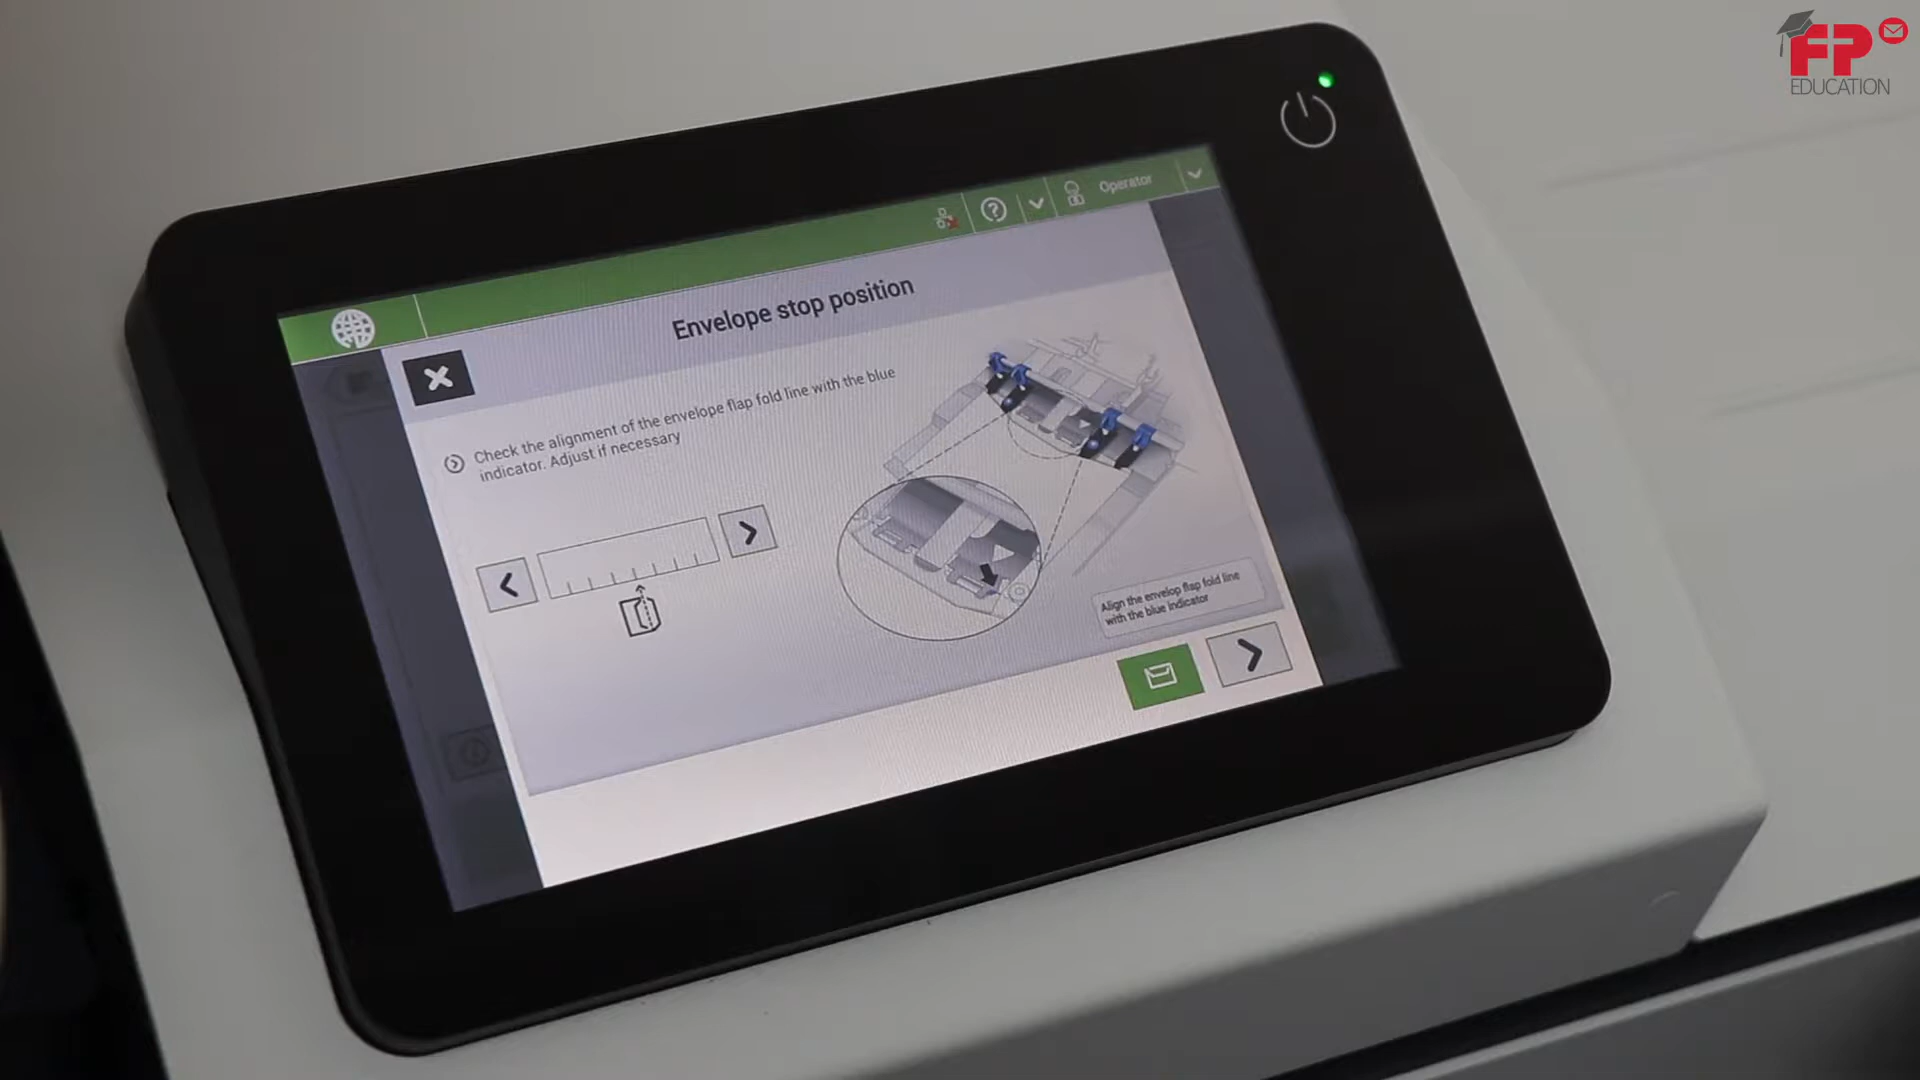 FP
EDUCATION
Operator
Envelope stop position
Check the alignment of the envelope flap fold line with the blue
indicator. Adjust if necessary
Align the envelop flap fold line
with the blue indicator